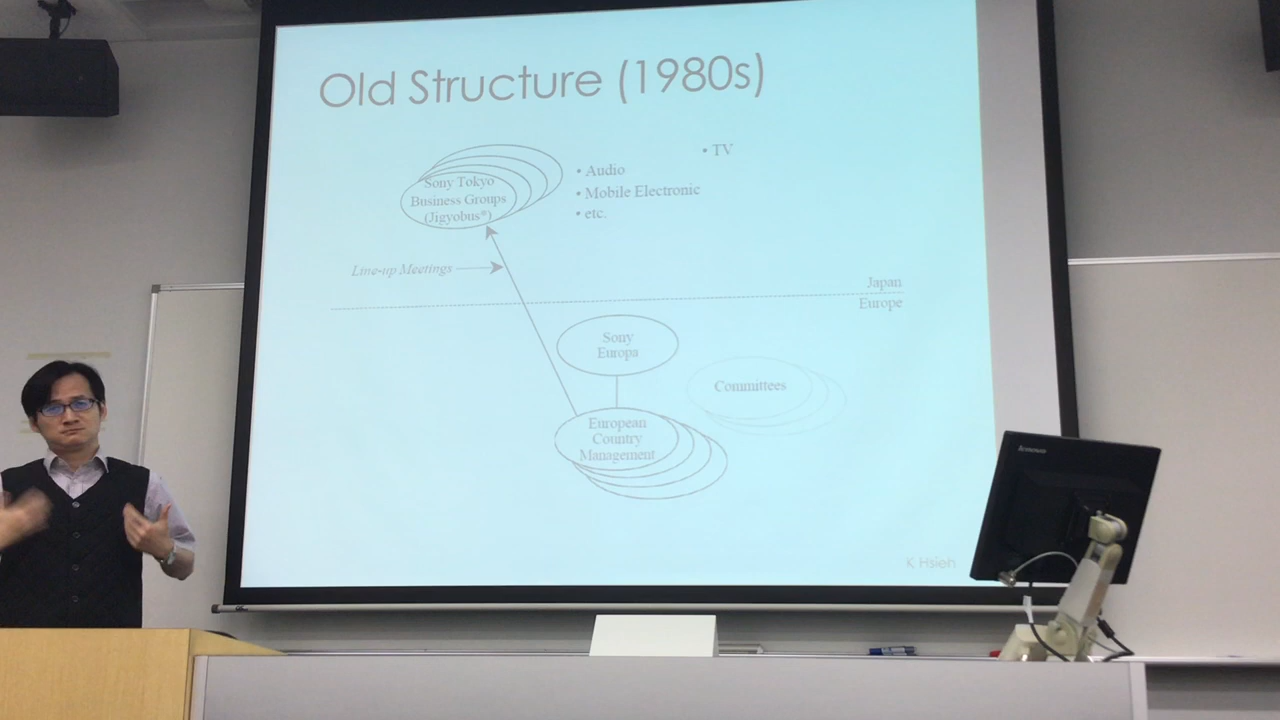 Old Structure (1980s)
• TV
• Audio
• Mobile Electronic
• etc.
Sony Tokyo
Business Groups
(Jigyobus*)
Line-up Meetings
Japan
Europe
Sony
Europa
Committees
European
Country
Management
K Hsieh
lenovo